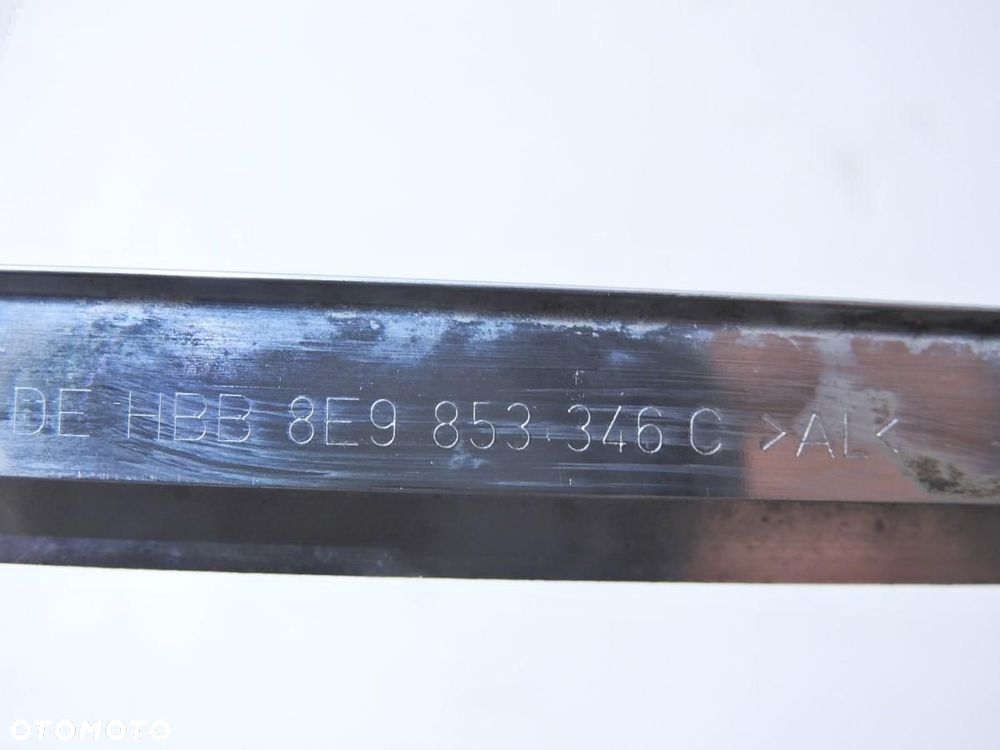 DE HBB 8E9 853 346 C >AL<
OTOMOTO